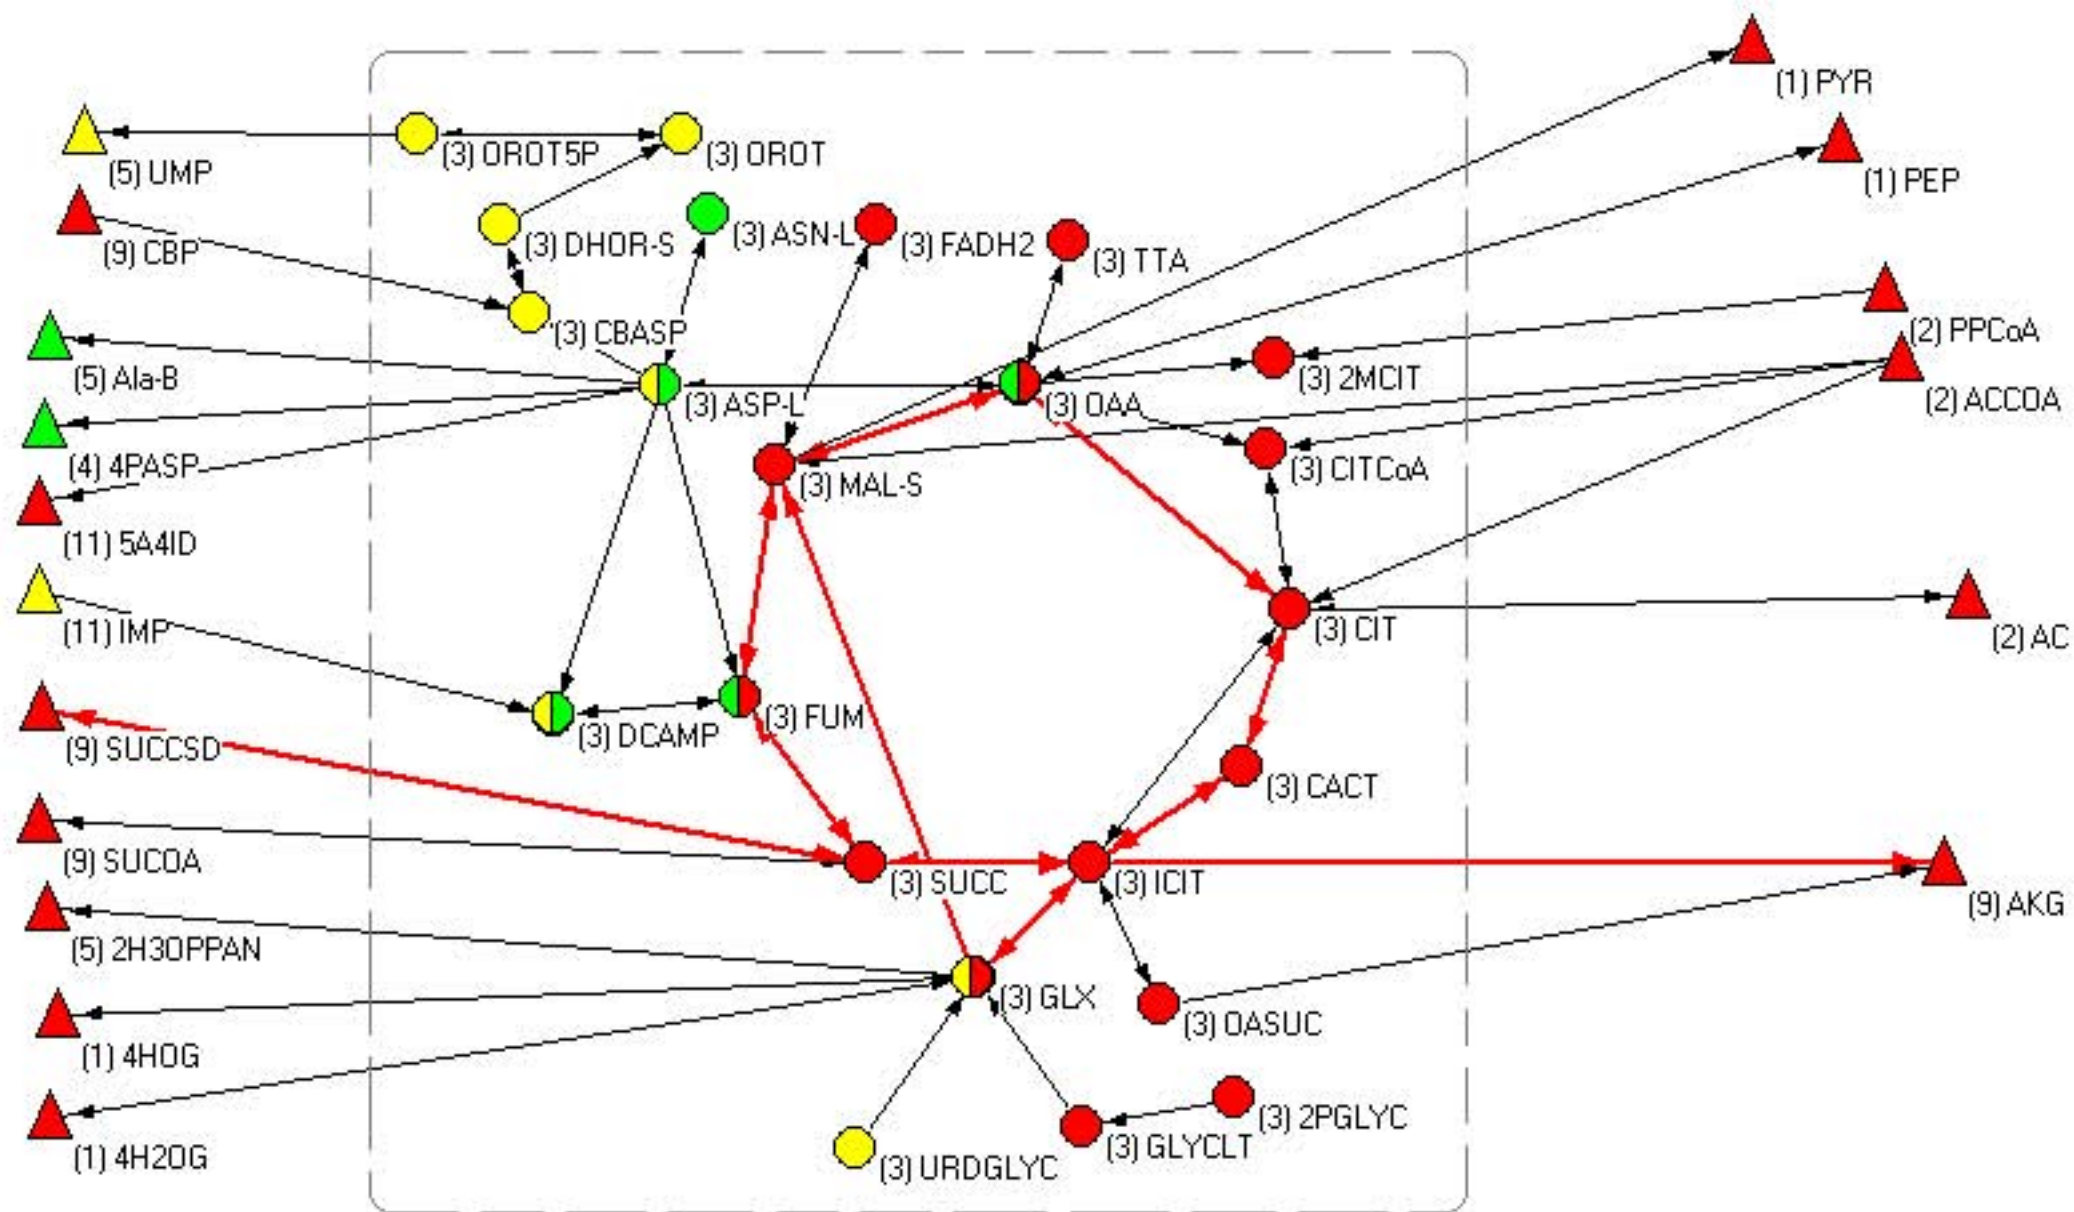 (1) PYR
(5) UMP
(3) OROT5P
(3) OROT
(1) PEP
(9) CBP
(3) DHOR-S
(3) ASN-L
(3) FADH2
(3) TTA
(3) CBASP
(2) PPCoA
(5) Ala-B
(3) ASP-L
(3) OAA
(3) 2MCIT
(2) ACCOA
(4) 4PASP
(3) MAL-S
(3) CITCoA
(11) 5A4ID
(11) IMP
(3) CIT
(2) AC
(9) SUCCSD
(3) DCAMP
(3) FUM
(3) CACT
(9) SUCOA
(3) SUCC
(3) ICIT
(9) AKG
(5) 2H3OPPAN
(3) GLX
(3) OASUC
(1) 4HOG
(1) 4H2OG
(3) URDGLYC
(3) GLYCLT
(3) 2PGLYC